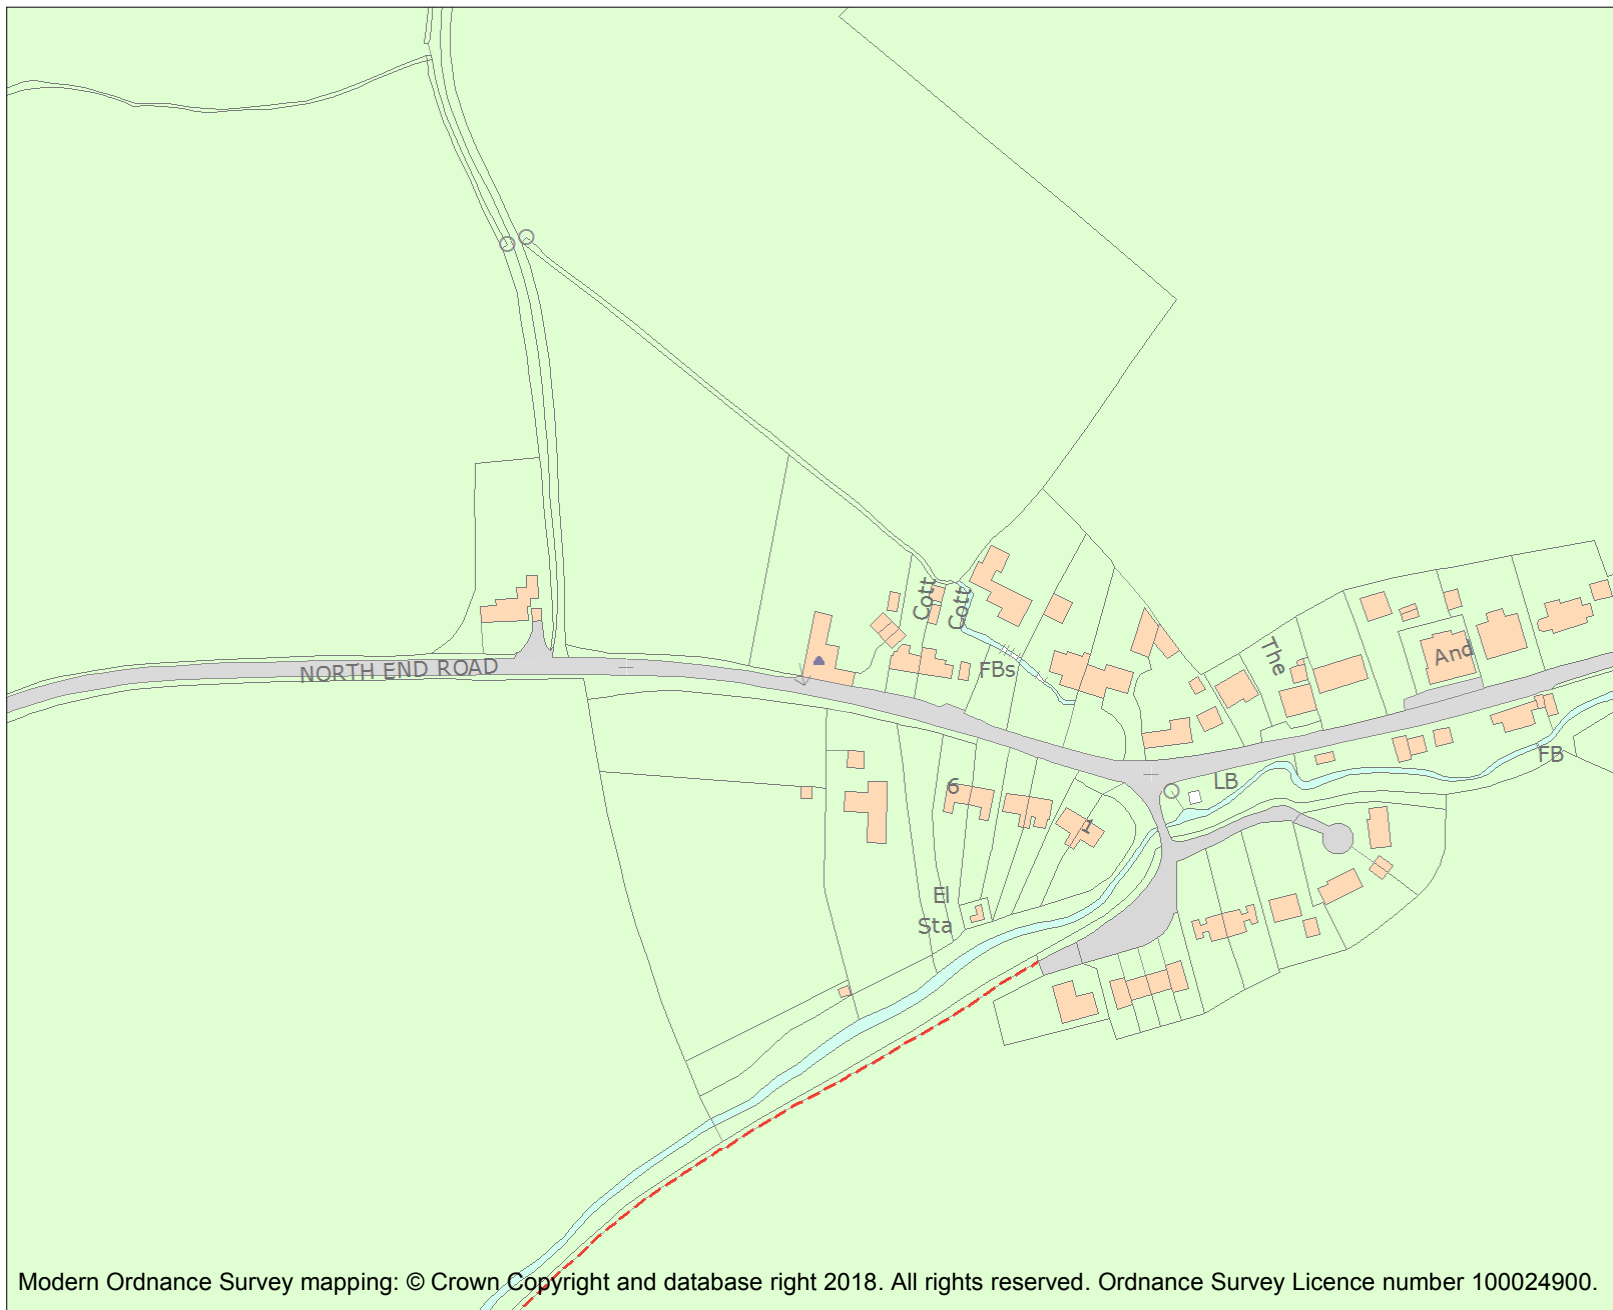 Cott
Cott
The
And
NORTH END ROAD
FBs
FB
LB
6
1
El
Sta
Modern Ordnance Survey mapping: © Crown Copyright and database right 2018. All rights reserved. Ordnance Survey Licence number 100024900.